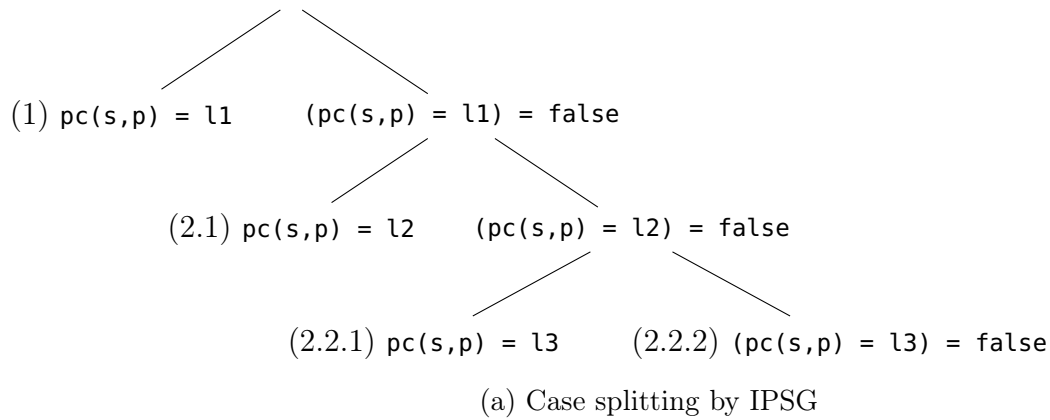 (1) pc(s,p) = l1 (pc(s,p) = l1) = false
(2.1) pc(s,p) = l2 (pc(s,p) = l2) = false
(2.2.1) pc(s,p) = l3 (2.2.2) (pc(s,p) = l3) = false
(a) Case splitting by IPSG